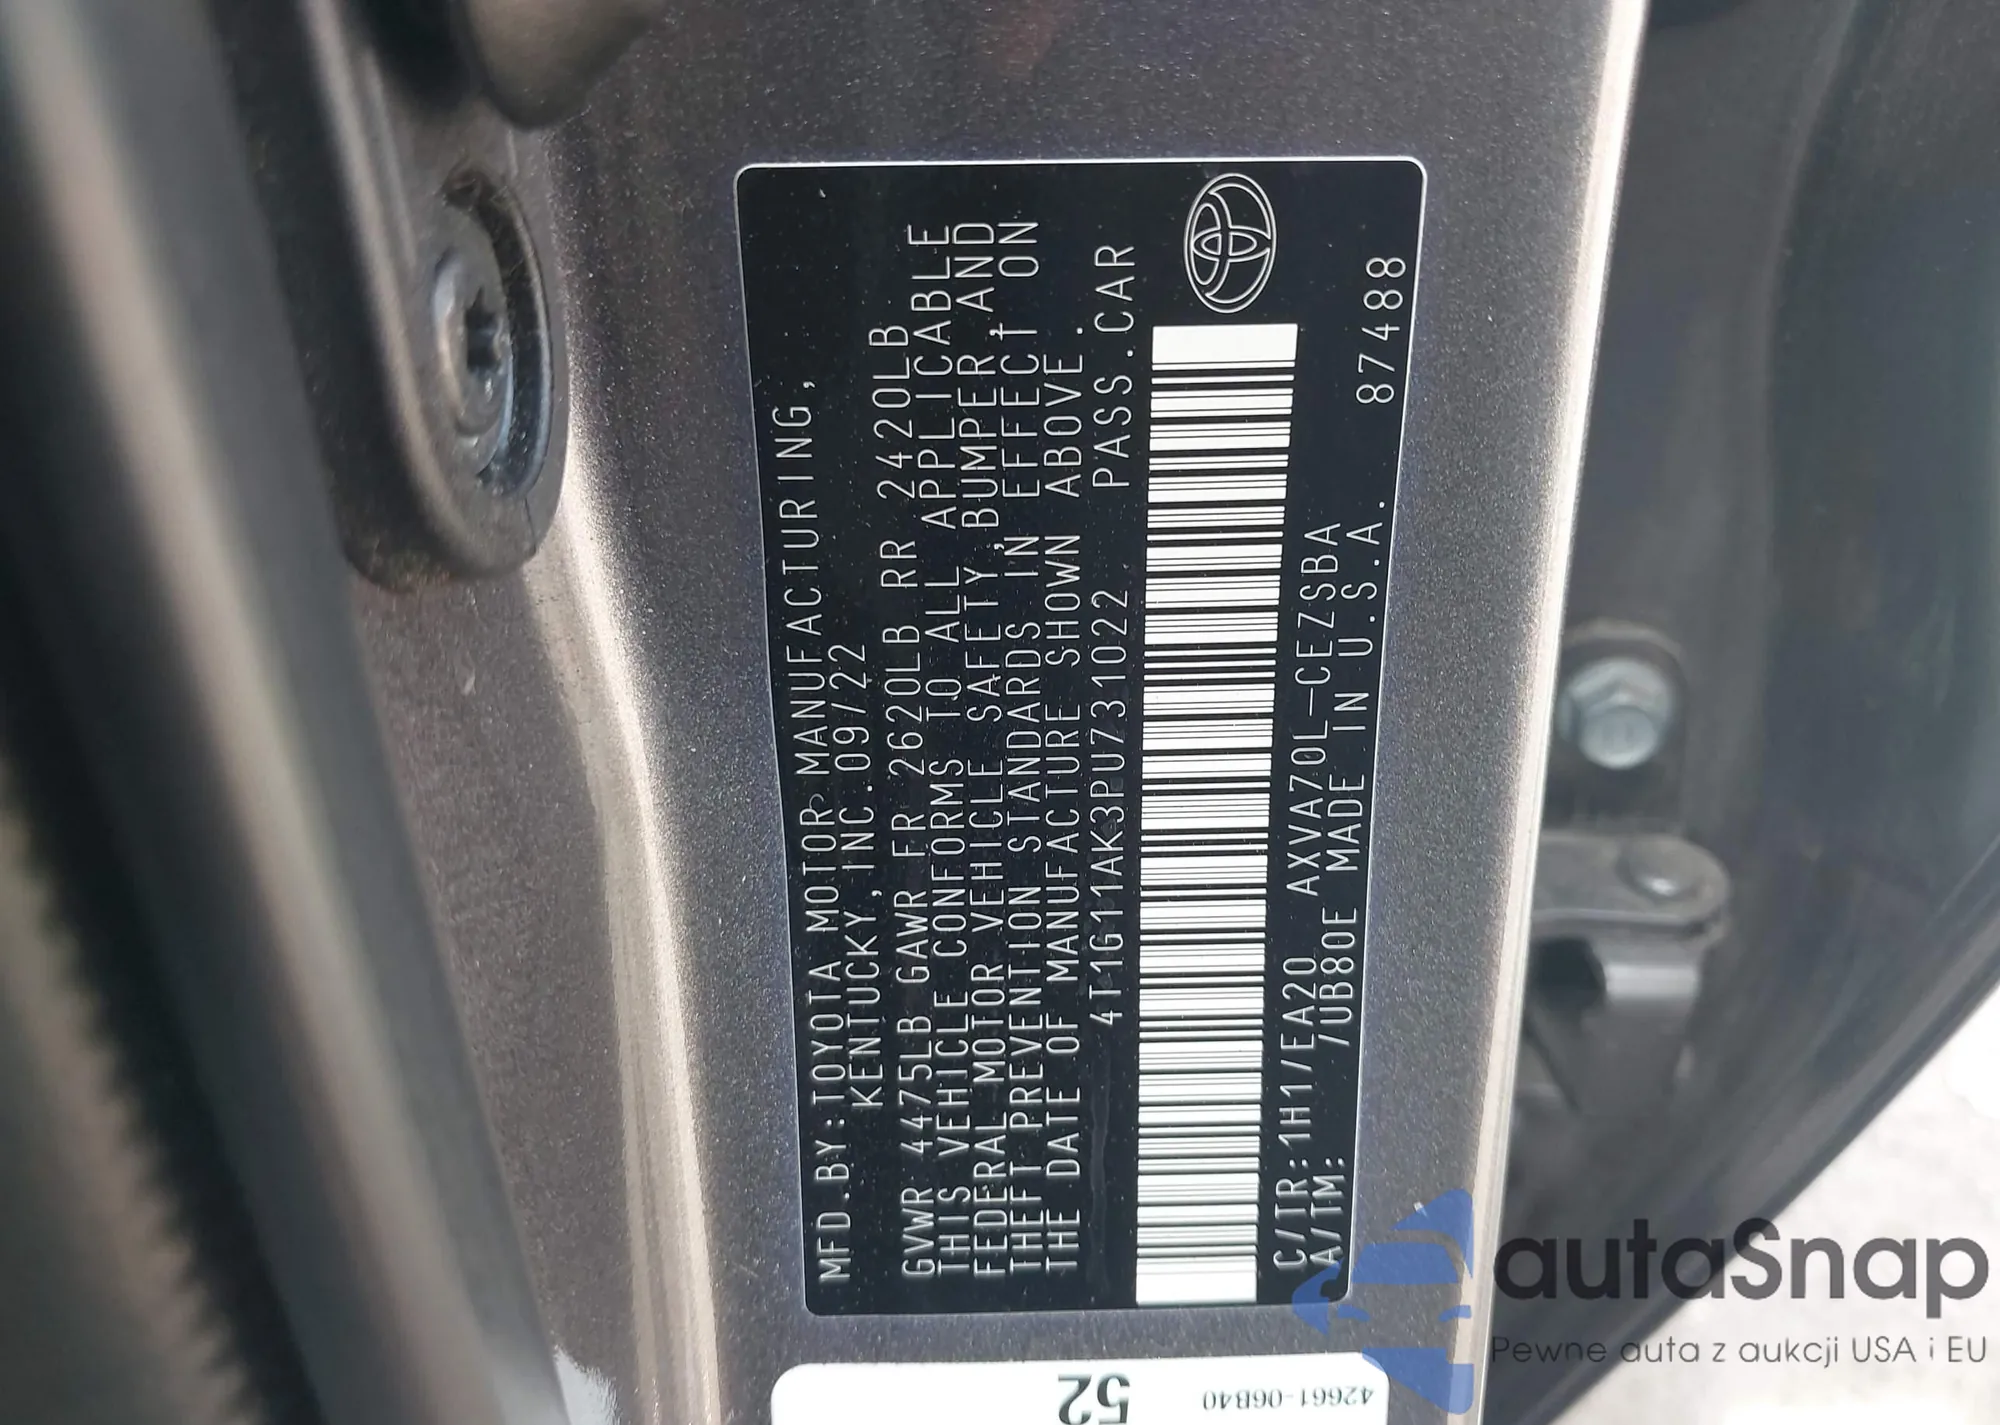 MFD.BY:TOYOTA MOTOR MANUFACTURING,
KENTUCKY,INC.09/22
GVWR 4475LB GAWR FR 2620LB RR 2420LB
THIS VEHICLE CONFORMS TO ALL APPLICABLE
FEDERAL MOTOR VEHICLE SAFETY,BUMPER,AND
THEFT PREVENTION STANDARDS IN EFFECT ON
THE DATE OF MANUFACTURE SHOWN ABOVE.
4T1G11AK3PU731022 PASS.CAR
C/TR:1H1/EA20 AXVA70L-CEZSBA
A/TM: /UB80E MADE IN U.S.A. 87488
52
42661-06B40
autaSnap
Pewne auta z aukcji USA i EU